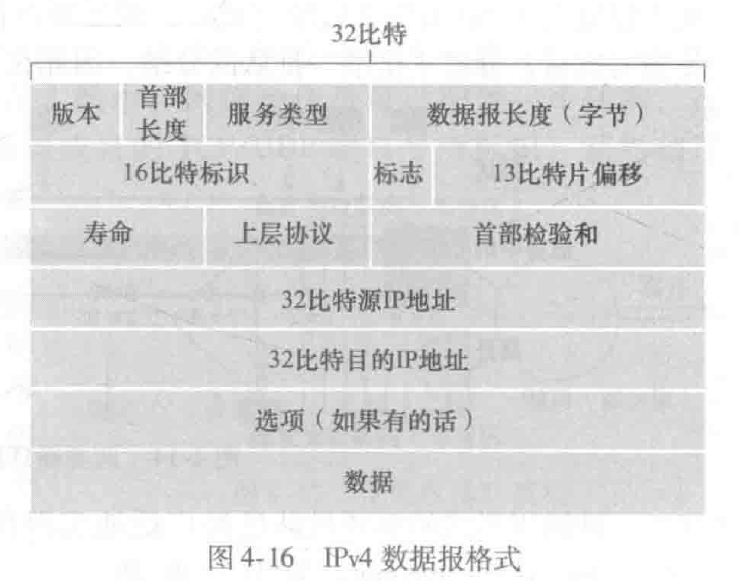 32比特
版本 首部长度 服务类型 数据报长度(字节)
16比特标识 标志 13比特片偏移
寿命 上层协议 首部检验和
32比特源IP地址
32比特目的IP地址
选项(如果有的话)
数据
图 4-16 IPv4 数据报格式